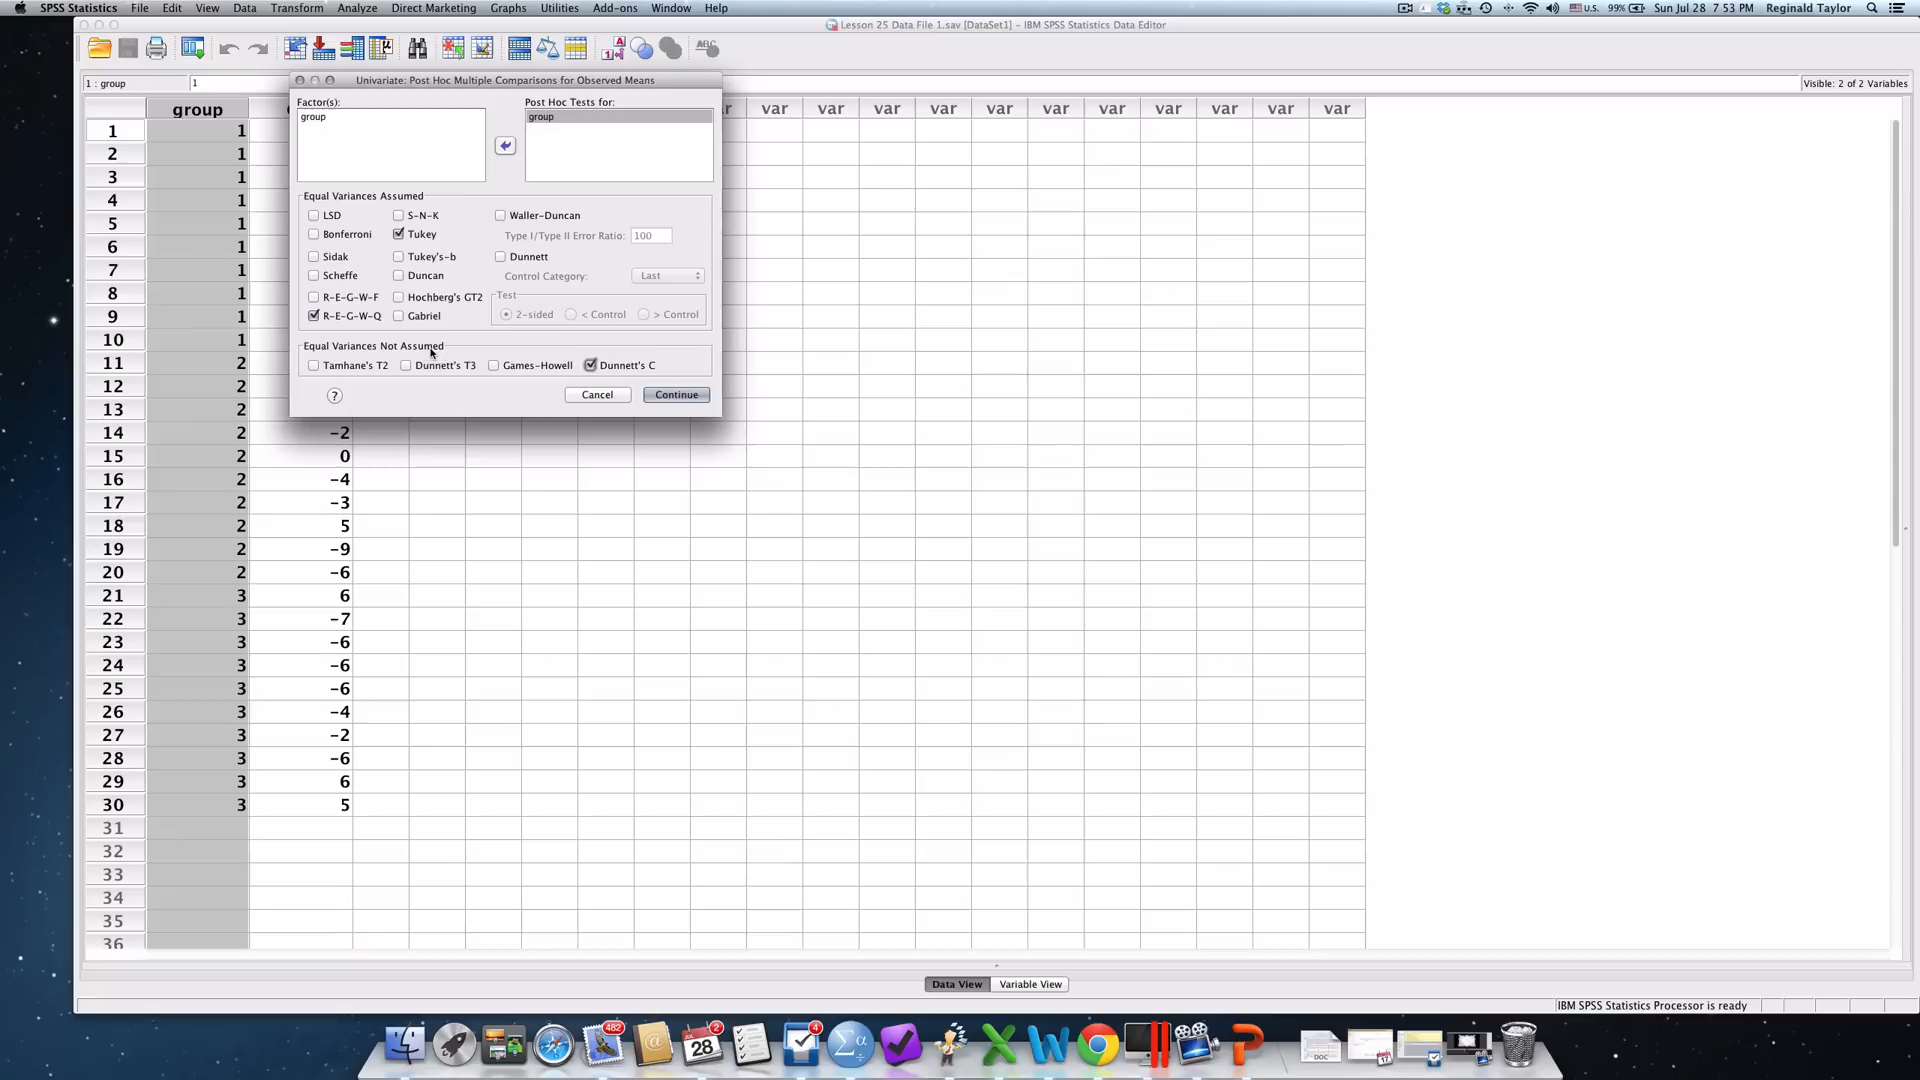 SPSS Statistics File Edit View Data Transform Analyze Direct Marketing Graphs Utilities Add-ons Window Help U.S. 99% Sun Jul 28 7:53 PM Reginald Taylor
Lesson 25 Data File 1.sav [DataSet1] – IBM SPSS Statistics Data Editor
1 : group 1 Visible: 2 of 2 Variables
Univariate: Post Hoc Multiple Comparisons for Observed Means
Factor(s): Post Hoc Tests for:
group group
Equal Variances Assumed
LSD S-N-K Waller-Duncan
Bonferroni Tukey Type I/Type II Error Ratio: 100
Sidak Tukey's-b Dunnett
Scheffe Duncan Control Category: Last
Test
R-E-G-W-F Hochberg's GT2
R-E-G-W-Q Gabriel 2-sided < Control > Control
Equal Variances Not Assumed
Tamhane's T2 Dunnett's T3 Games-Howell Dunnett's C
? Cancel Continue
group var var var var var var var var var var var
1 1
2 1
3 1
4 1
5 1
6 1
7 1
8 1
9 1
10 1
11 2
12 2
13 2
14 2 -2
15 2 0
16 2 -4
17 2 -3
18 2 5
19 2 -9
20 2 -6
21 3 6
22 3 -7
23 3 -6
24 3 -6
25 3 -6
26 3 -4
27 3 -2
28 3 -6
29 3 6
30 3 5
31
32
33
34
35
36
Data View Variable View
IBM SPSS Statistics Processor is ready
482 2 4
28
DOC
17